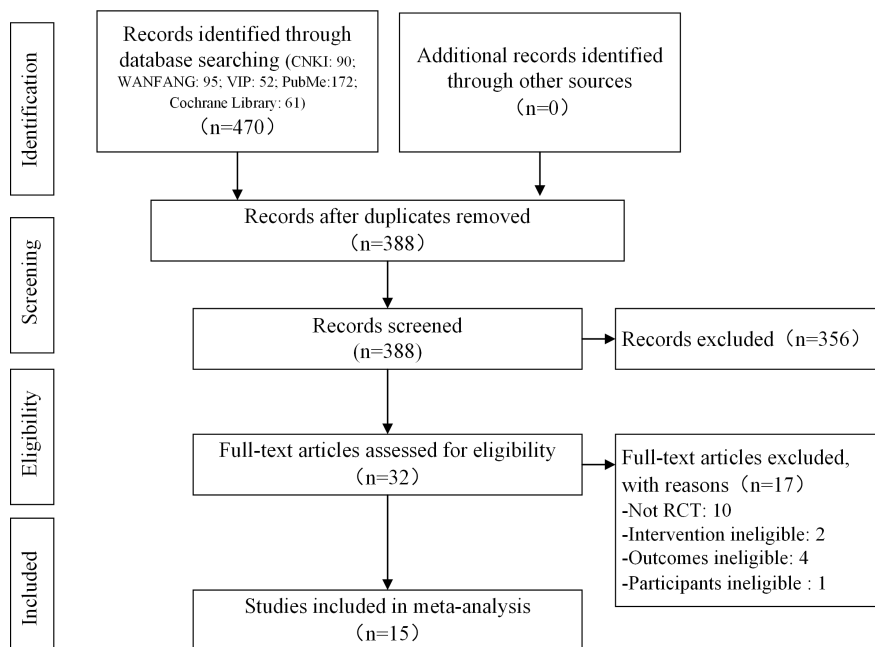 Identification
Records identified through
database searching (CNKI: 90;
WANFANG: 95; VIP: 52; PubMe:172;
Cochrane Library: 61)
(n=470）
Additional records identified
through other sources
（n=0）
Records after duplicates removed
（n=388）
Screening
Records screened
(n=388)
Records excluded（n=356）
Eligibility
Full-text articles assessed for eligibility
（n=32）
Full-text articles excluded,
with reasons（n=17）
-Not RCT: 10
-Intervention ineligible: 2
-Outcomes ineligible: 4
-Participants ineligible : 1
Included
Studies included in meta-analysis
（n=15）